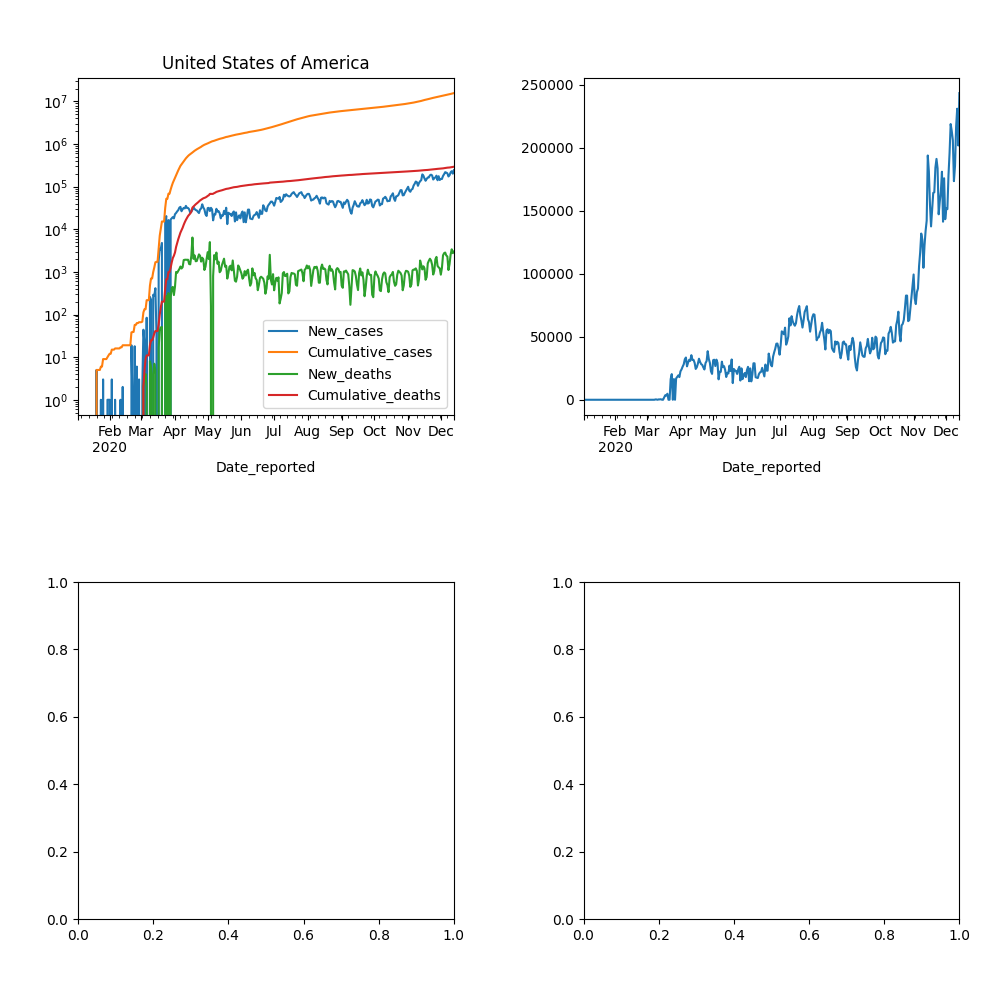 United States of America
10^7
10^6
10^5
10^4
10^3
10^2
10^1
10^0
New_cases
Cumulative_cases
New_deaths
Cumulative_deaths
Feb Mar Apr May Jun Jul Aug Sep Oct Nov Dec
2020
Date_reported
250000
200000
150000
100000
50000
0
Feb Mar Apr May Jun Jul Aug Sep Oct Nov Dec
2020
Date_reported
1.0
0.8
0.6
0.4
0.2
0.0
0.0 0.2 0.4 0.6 0.8 1.0
1.0
0.8
0.6
0.4
0.2
0.0
0.0 0.2 0.4 0.6 0.8 1.0